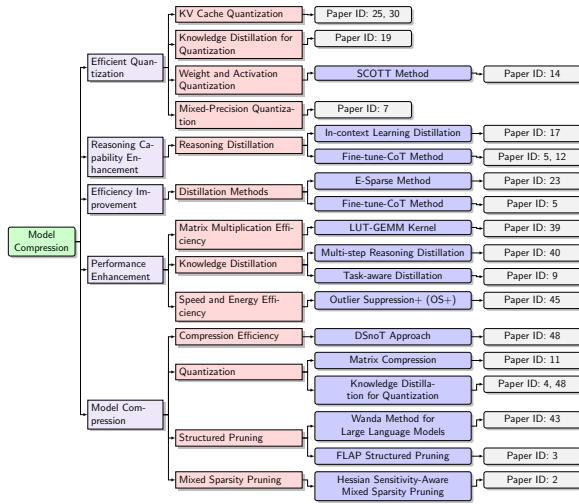 Model
Compression
Efficient Quan-
tization
KV Cache Quantization
Paper ID: 25, 30
Knowledge Distillation for
Quantization
Paper ID: 19
Weight and Activation
Quantization
SCOTT Method
Paper ID: 14
Mixed-Precision Quantiza-
tion
Paper ID: 7
Reasoning Ca-
pability En-
hancement
Reasoning Distillation
In-context Learning Distillation
Paper ID: 17
Fine-tune-CoT Method
Paper ID: 5, 12
Efficiency Im-
provement
Distillation Methods
E-Sparse Method
Paper ID: 23
Fine-tune-CoT Method
Paper ID: 5
Performance
Enhancement
Matrix Multiplication Effi-
ciency
LUT-GEMM Kernel
Paper ID: 39
Knowledge Distillation
Multi-step Reasoning Distillation
Paper ID: 40
Task-aware Distillation
Paper ID: 9
Speed and Energy Effi-
ciency
Outlier Suppression+ (OS+)
Paper ID: 45
Model Com-
pression
Compression Efficiency
DSnoT Approach
Paper ID: 48
Quantization
Matrix Compression
Paper ID: 11
Knowledge Distilla-
tion for Quantization
Paper ID: 4, 48
Structured Pruning
Wanda Method for
Large Language Models
Paper ID: 43
FLAP Structured Pruning
Paper ID: 3
Mixed Sparsity Pruning
Hessian Sensitivity-Aware
Mixed Sparsity Pruning
Paper ID: 2